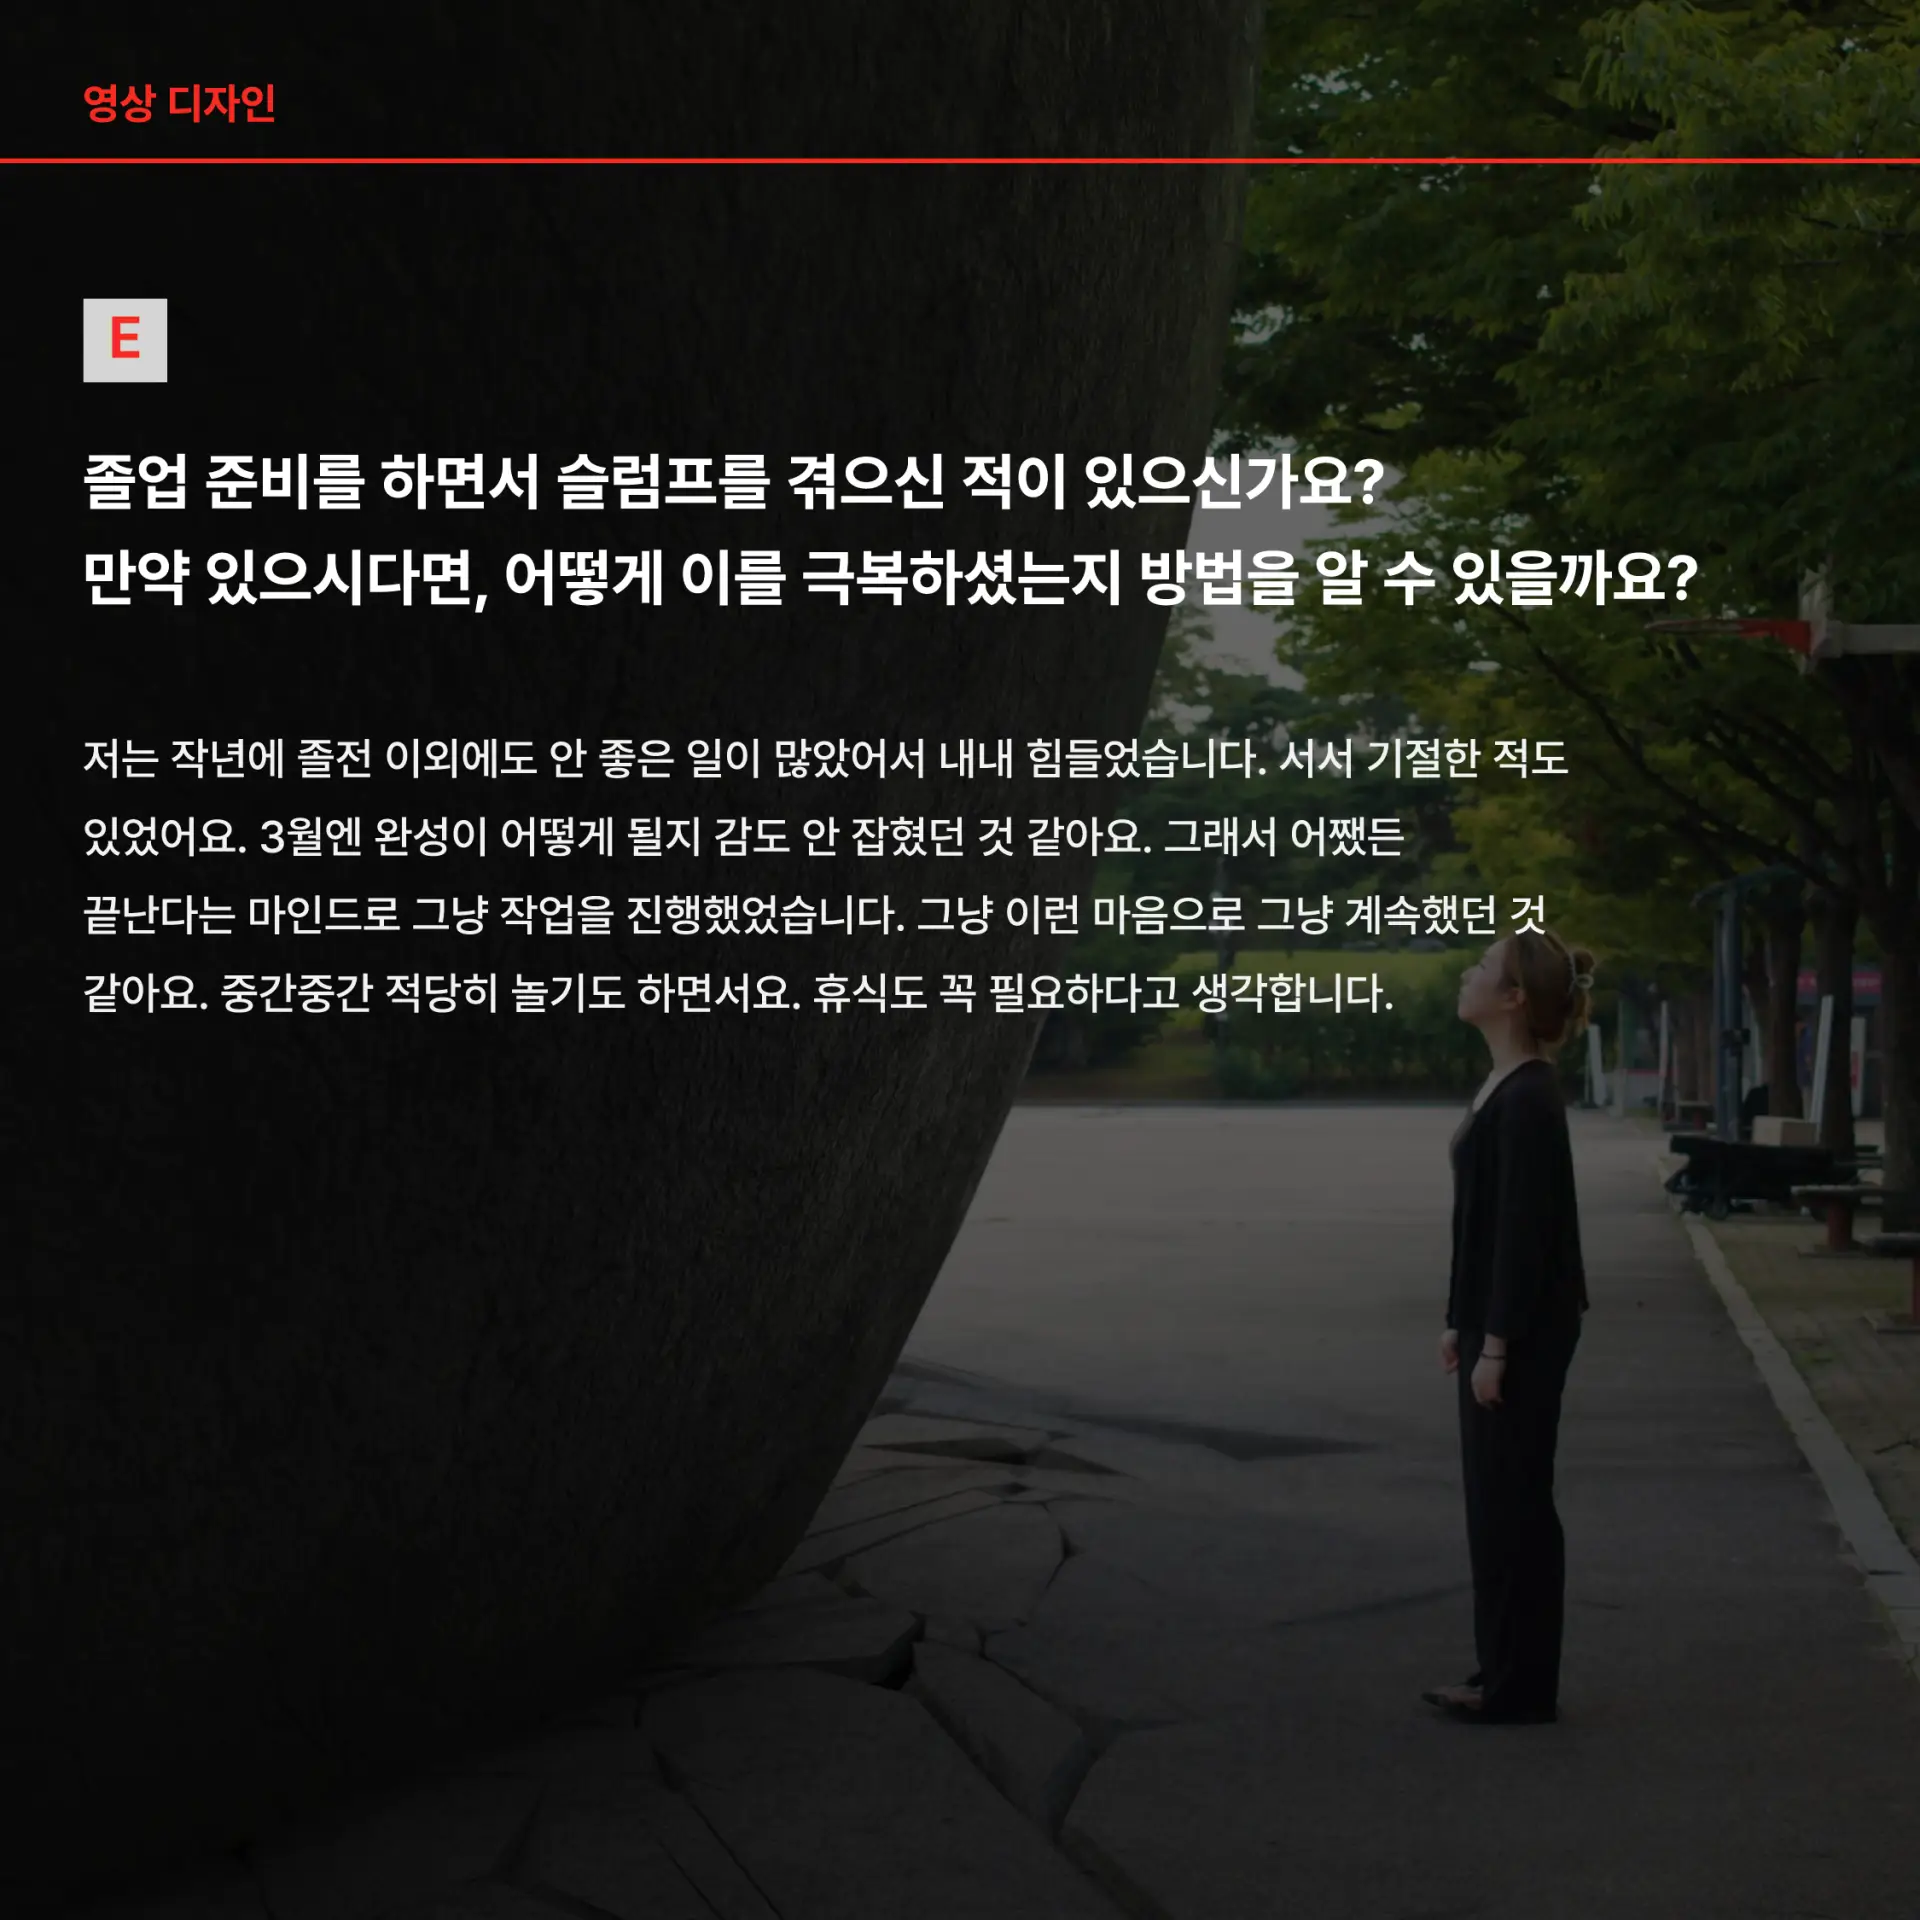 영상 디자인
E
졸업 준비를 하면서 슬럼프를 겪으신 적이 있으신가요?
만약 있으시다면, 어떻게 이를 극복하셨는지 방법을 알 수 있을까요?
저는 작년에 졸전 이외에도 안 좋은 일이 많았어서 내내 힘들었습니다. 서서 기절한 적도
있었어요. 3월엔 완성이 어떻게 될지 감도 안 잡혔던 것 같아요. 그래서 어쨌든
끝난다는 마인드로 그냥 작업을 진행했었습니다. 그냥 이런 마음으로 그냥 계속했던 것
같아요. 중간중간 적당히 놀기도 하면서요. 휴식도 꼭 필요하다고 생각합니다.